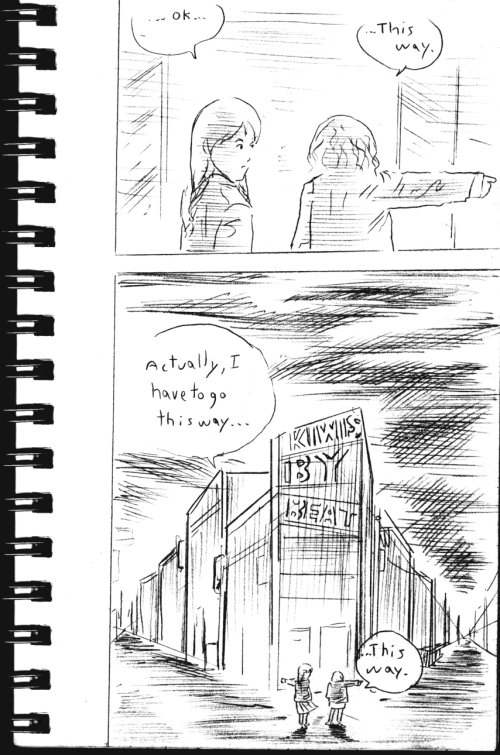 ... OK...
...This
way.
Actually, I
have to go
this way...
KIWIS;
BY
BEAT
...This
way.